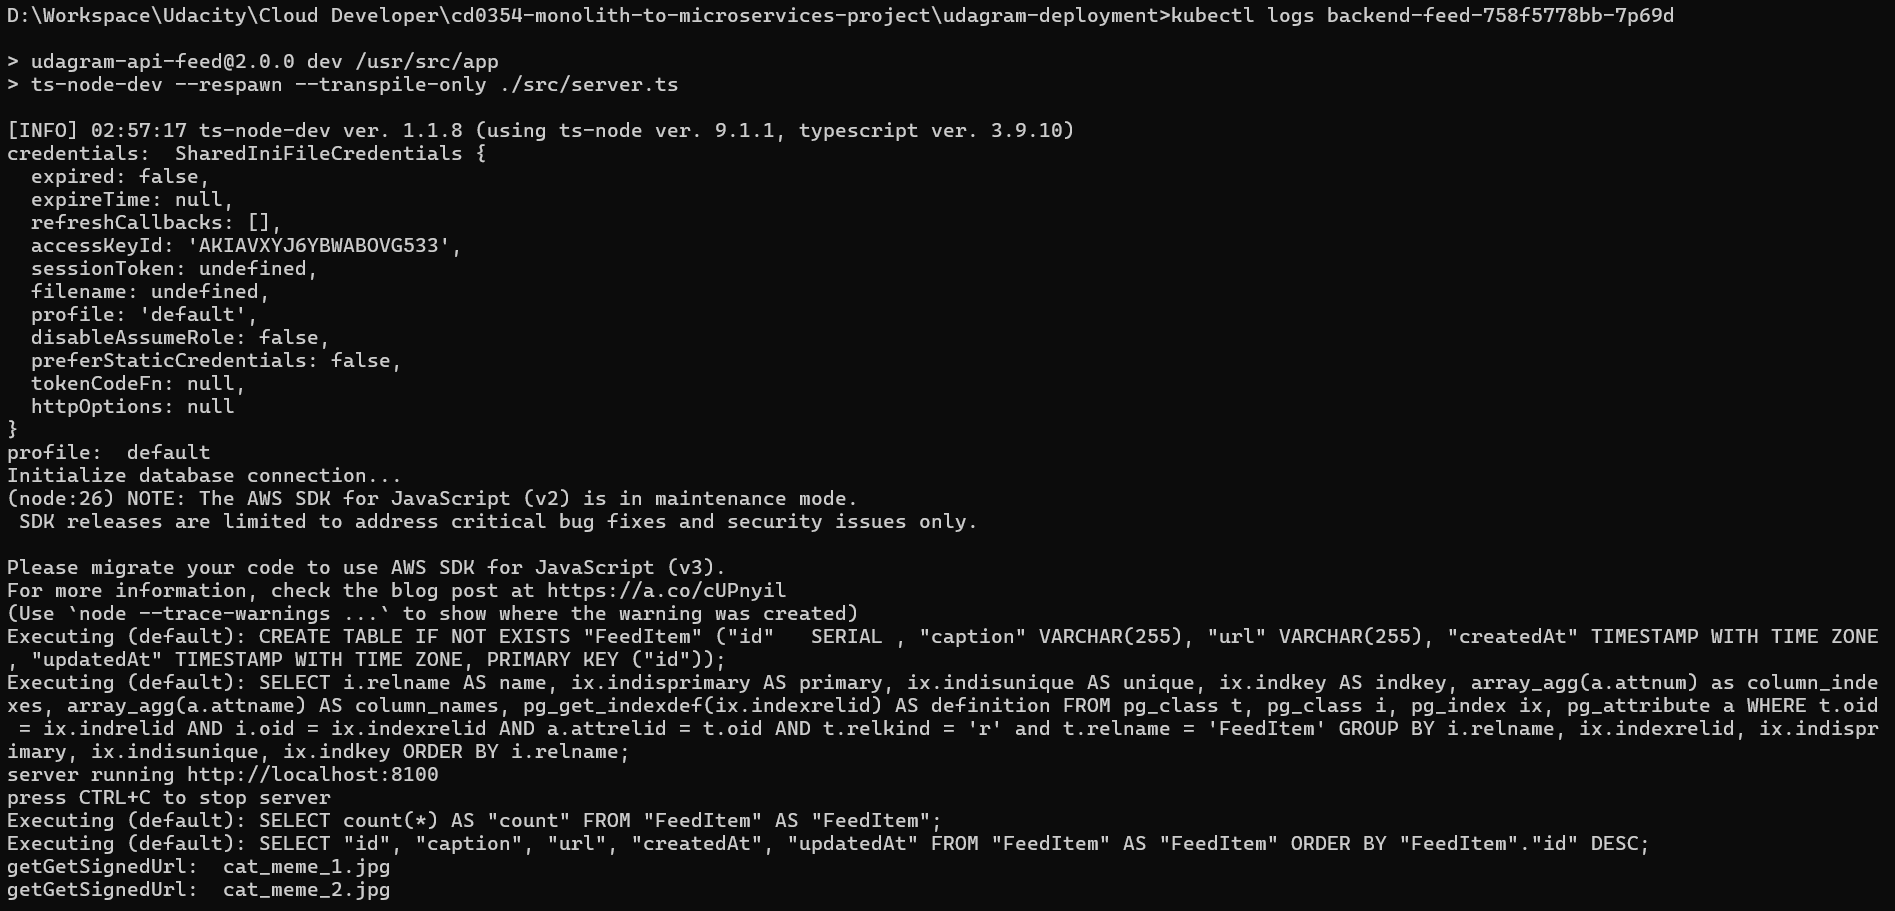 D:\Workspace\Udacity\Cloud Developer\cd0354-monolith-to-microservices-project\udagram-deployment>kubectl logs backend-feed-758f5778bb-7p69d

> udagram-api-feed@2.0.0 dev /usr/src/app
> ts-node-dev --respawn --transpile-only ./src/server.ts

[INFO] 02:57:17 ts-node-dev ver. 1.1.8 (using ts-node ver. 9.1.1, typescript ver. 3.9.10)
credentials:  SharedIniFileCredentials {
  expired: false,
  expireTime: null,
  refreshCallbacks: [],
  accessKeyId: 'AKIAVXYJ6YBWABOVG533',
  sessionToken: undefined,
  filename: undefined,
  profile: 'default',
  disableAssumeRole: false,
  preferStaticCredentials: false,
  tokenCodeFn: null,
  httpOptions: null
}
profile:  default
Initialize database connection...
(node:26) NOTE: The AWS SDK for JavaScript (v2) is in maintenance mode.
 SDK releases are limited to address critical bug fixes and security issues only.

Please migrate your code to use AWS SDK for JavaScript (v3).
For more information, check the blog post at https://a.co/cUPnyil
(Use `node --trace-warnings ...` to show where the warning was created)
Executing (default): CREATE TABLE IF NOT EXISTS "FeedItem" ("id"   SERIAL , "caption" VARCHAR(255), "url" VARCHAR(255), "createdAt" TIMESTAMP WITH TIME ZONE
, "updatedAt" TIMESTAMP WITH TIME ZONE, PRIMARY KEY ("id"));
Executing (default): SELECT i.relname AS name, ix.indisprimary AS primary, ix.indisunique AS unique, ix.indkey AS indkey, array_agg(a.attnum) as column_inde
xes, array_agg(a.attname) AS column_names, pg_get_indexdef(ix.indexrelid) AS definition FROM pg_class t, pg_class i, pg_index ix, pg_attribute a WHERE t.oid
 = ix.indrelid AND i.oid = ix.indexrelid AND a.attrelid = t.oid AND t.relkind = 'r' and t.relname = 'FeedItem' GROUP BY i.relname, ix.indexrelid, ix.indispr
imary, ix.indisunique, ix.indkey ORDER BY i.relname;
server running http://localhost:8100
press CTRL+C to stop server
Executing (default): SELECT count(*) AS "count" FROM "FeedItem" AS "FeedItem";
Executing (default): SELECT "id", "caption", "url", "createdAt", "updatedAt" FROM "FeedItem" AS "FeedItem" ORDER BY "FeedItem"."id" DESC;
getGetSignedUrl:  cat_meme_1.jpg
getGetSignedUrl:  cat_meme_2.jpg